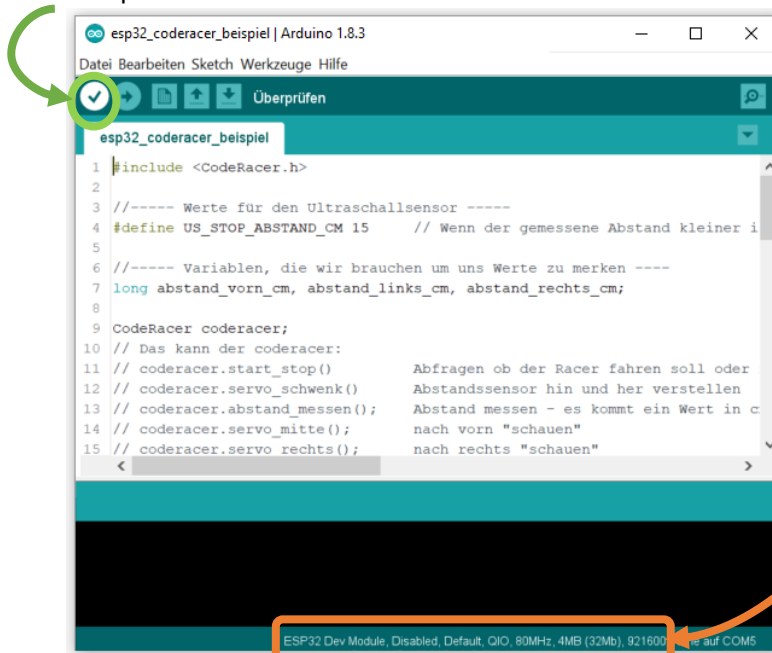 esp32_coderacer_beispiel | Arduino 1.8.3
Datei Bearbeiten Sketch Werkzeuge Hilfe
Überprüfen
esp32_coderacer_beispiel
1 #include <CodeRacer.h>
2
3 //----- Werte für den Ultraschallsensor -----
4 #define US_STOP_ABSTAND_CM 15 // Wenn der gemessene Abstand kleiner i
5
6 //----- Variablen, die wir brauchen um uns Werte zu merken ----
7 long abstand_vorn_cm, abstand_links_cm, abstand_rechts_cm;
8
9 CodeRacer coderacer;
10 // Das kann der coderacer:
11 // coderacer.start_stop() Abfragen ob der Racer fahren soll oder
12 // coderacer.servo_schwenk() Abstandssensor hin und her verstellen
13 // coderacer.abstand_messen(); Abstand messen - es kommt ein Wert in c
14 // coderacer.servo_mitte(); nach vorn "schauen"
15 // coderacer.servo_rechts(); nach rechts "schauen"
ESP32 Dev Module, Disabled, Default, QIO, 80MHz, 4MB (32Mb), 921600 auf COM5